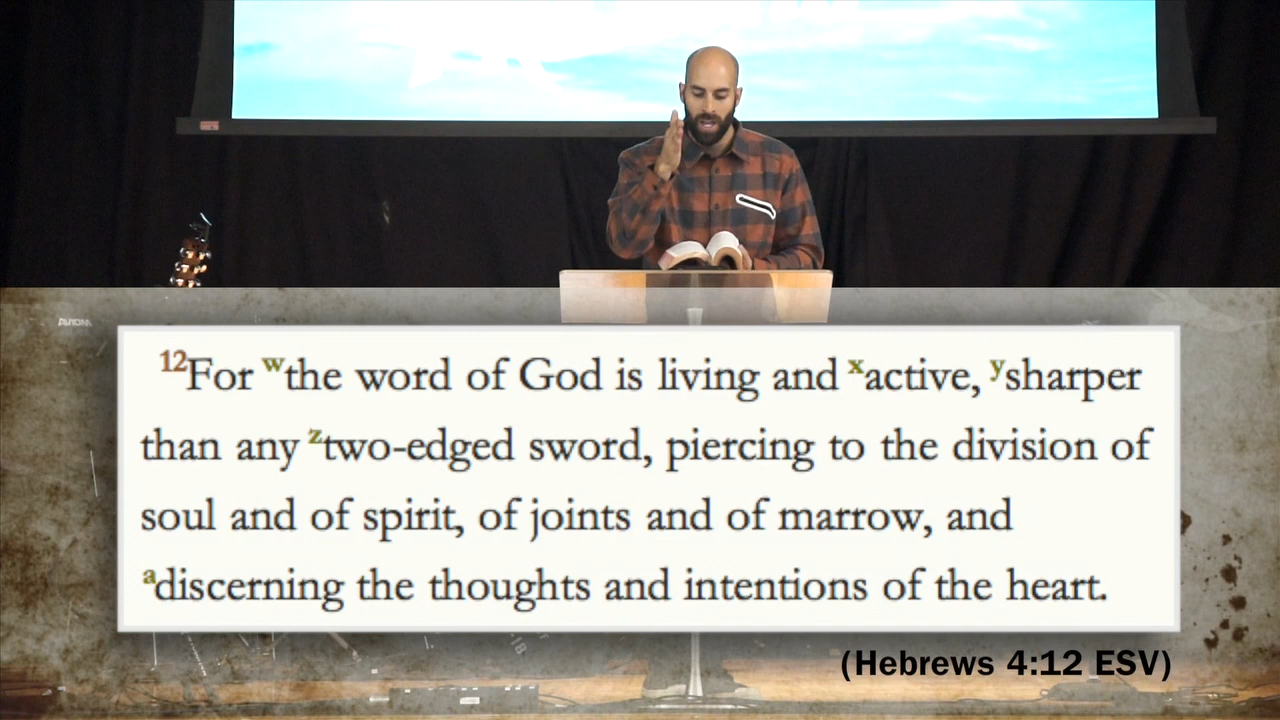 12For wthe word of God is living and xactive, ysharper
than any ztwo-edged sword, piercing to the division of
soul and of spirit, of joints and of marrow, and
adiscerning the thoughts and intentions of the heart.
(Hebrews 4:12 ESV)